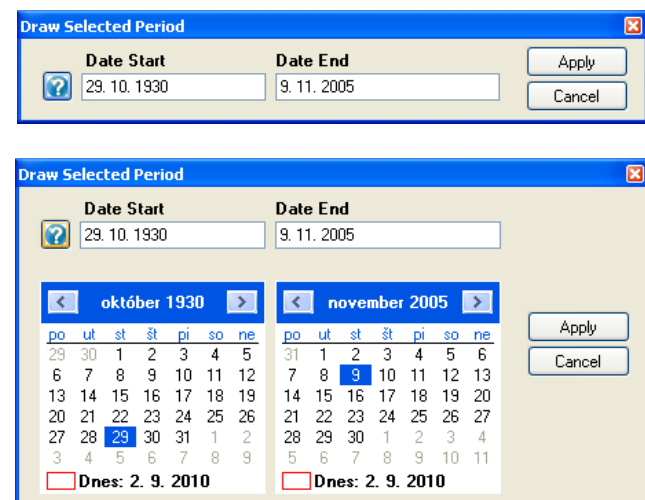 Draw Selected Period
Date Start Date End
29. 10. 1930 9. 11. 2005 Apply
Cancel
Draw Selected Period
Date Start Date End
29. 10. 1930 9. 11. 2005
október 1930
po ut st št pi so ne
29 30 1 2 3 4 5
6 7 8 9 10 11 12
13 14 15 16 17 18 19
20 21 22 23 24 25 26
27 28 29 30 31 1 2
3 4 5 6 7 8 9
Dnes: 2. 9. 2010
november 2005
po ut st št pi so ne
31 1 2 3 4 5 6
7 8 9 10 11 12 13
14 15 16 17 18 19 20
21 22 23 24 25 26 27
28 29 30 1 2 3 4
5 6 7 8 9 10 11
Dnes: 2. 9. 2010
Apply
Cancel